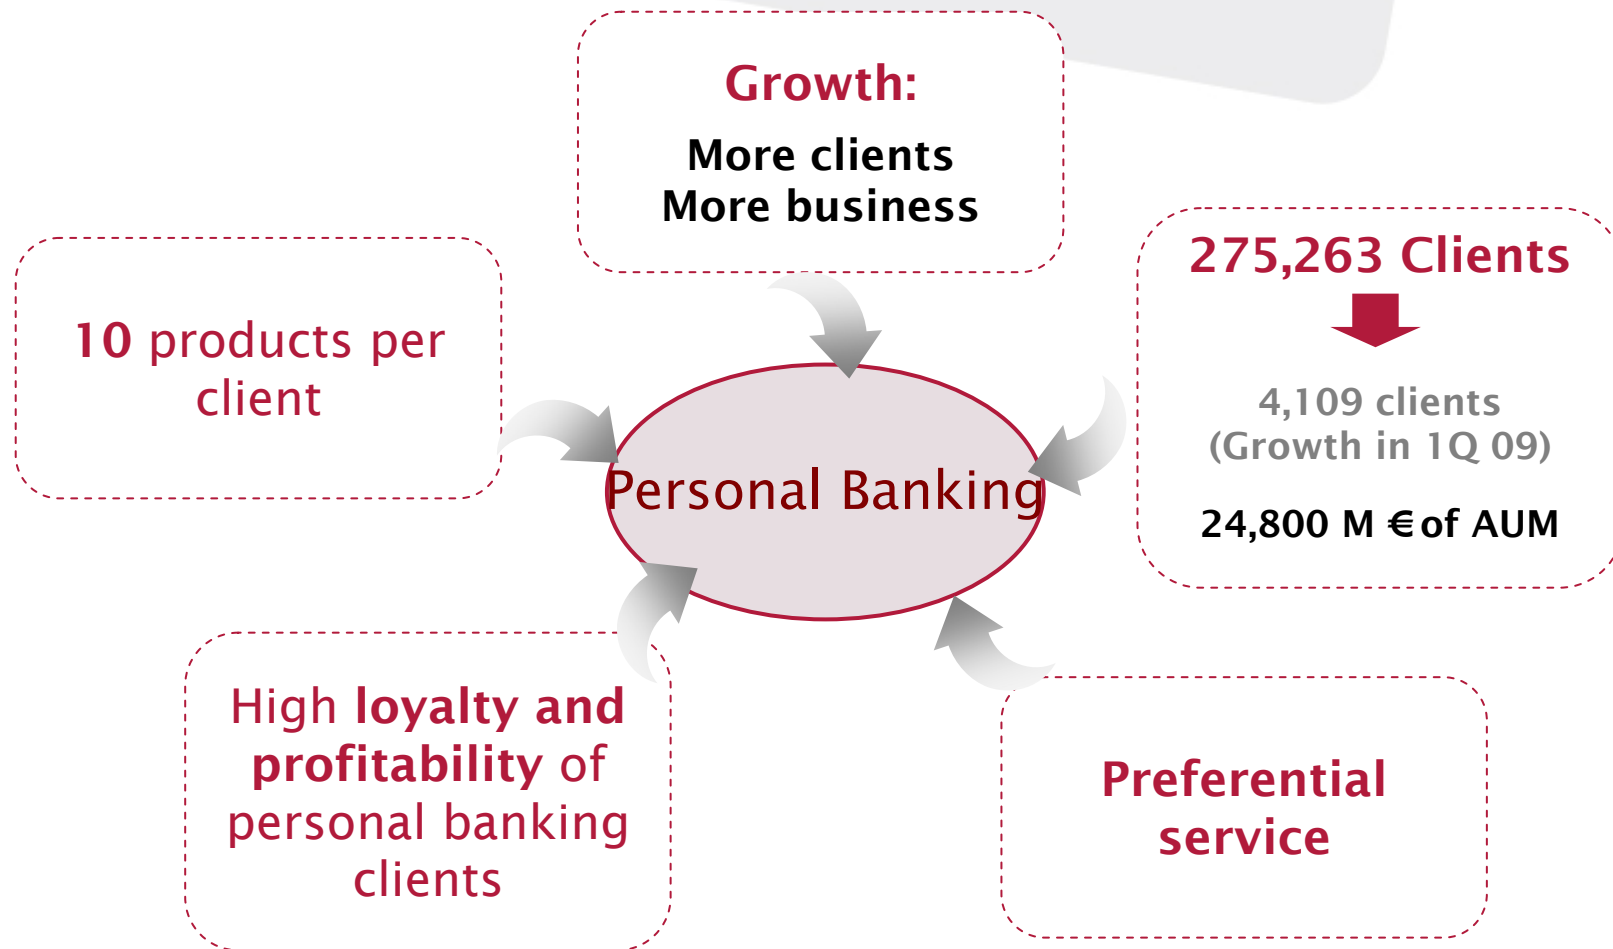 Growth:
More clients
More business
10 products per
client
275,263 Clients
4,109 clients
(Growth in 1Q 09)
24,800 M € of AUM
Personal Banking
High loyalty and
profitability of
personal banking
clients
Preferential
service